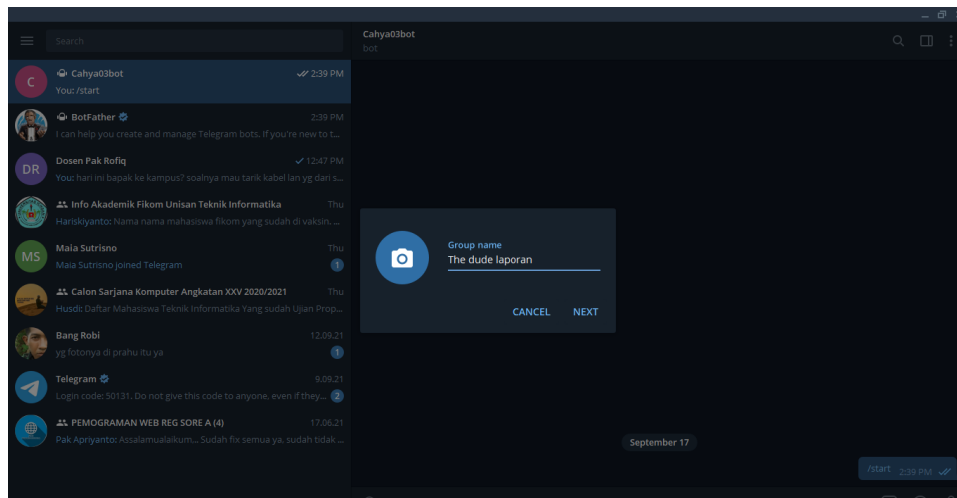 Search
Cahya03bot
bot
C
Cahya03bot
2:39 PM
You: /start
BotFather
2:39 PM
I can help you create and manage Telegram bots. If you're new to t...
DR
Dosen Pak Rofiq
12:47 PM
You: hari ini bapak ke kampus? soalnya mau tarik kabel lan yg dari s...
Info Akademik Fikom Unisan Teknik Informatika
Thu
Hariskiyanto: Nama nama mahasiswa fikom yang sudah di vaksin. ...
MS
Maia Sutrisno
Thu
Maia Sutrisno joined Telegram
1
Calon Sarjana Komputer Angkatan XXV 2020/2021
Thu
Husdi: Daftar Mahasiswa Teknik Informatika Yang sudah Ujian Prop...
Bang Robi
12.09.21
yg fotonya di prahu itu ya
1
Telegram
9.09.21
Login code: 50131. Do not give this code to anyone, even if they...
2
PEMOGRAMAN WEB REG SORE A (4)
17.06.21
Pak Apriyanto: Assalamualaikum... Sudah fix semua ya, sudah tidak ...
Group name
The dude laporan
CANCEL
NEXT
September 17
/start
2:39 PM